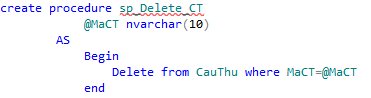 create procedure sp_Delete_CT
@MaCT nvarchar(10)
AS
Begin
Delete from CauThu where MaCT=@MaCT
end